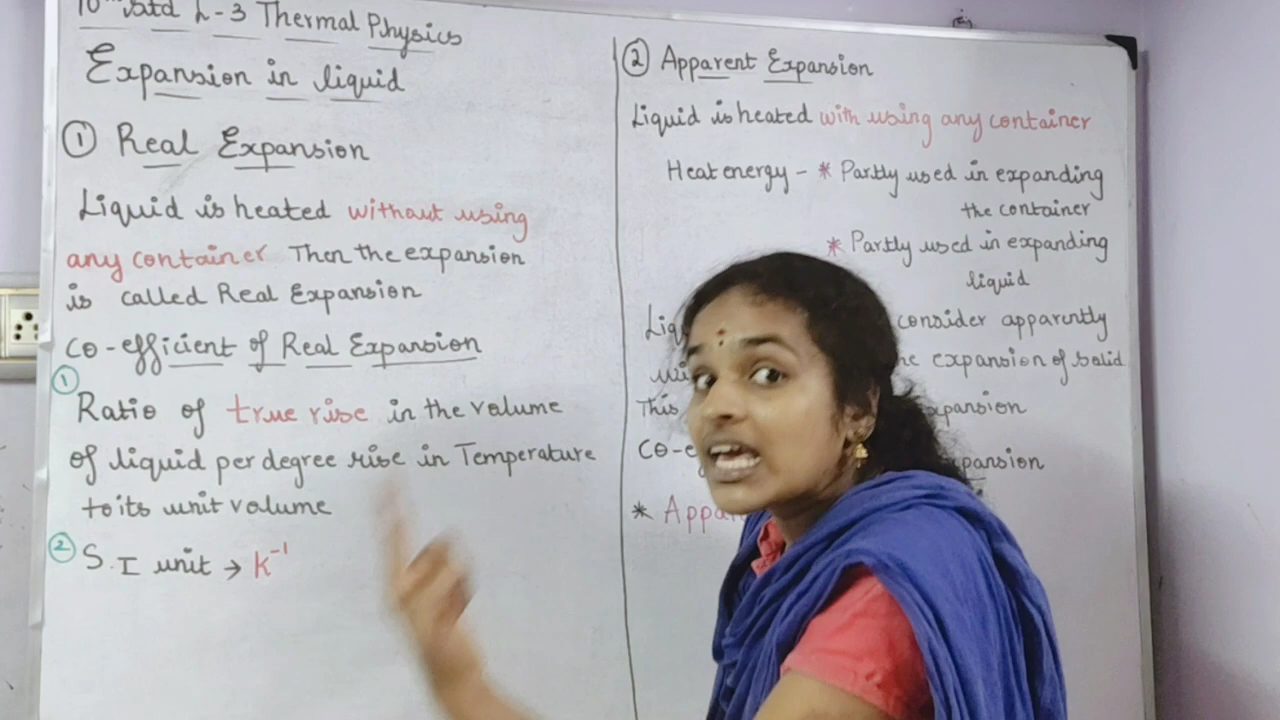 10th Std L-3 Thermal Physics
Expansion in liquid
① Real Expansion
Liquid is heated without using
any container Then the expansion
is called Real Expansion
co-efficient of Real Expansion
① Ratio of true rise in the volume
of liquid per degree rise in Temperature
to its unit volume
② S.I unit → K⁻¹
② Apparent Expansion
Liquid is heated with using any container
Heat energy - * Partly used in expanding
the container
* Partly used in expanding
liquid
consider apparently
expansion of solid
This
co-e
* Appa